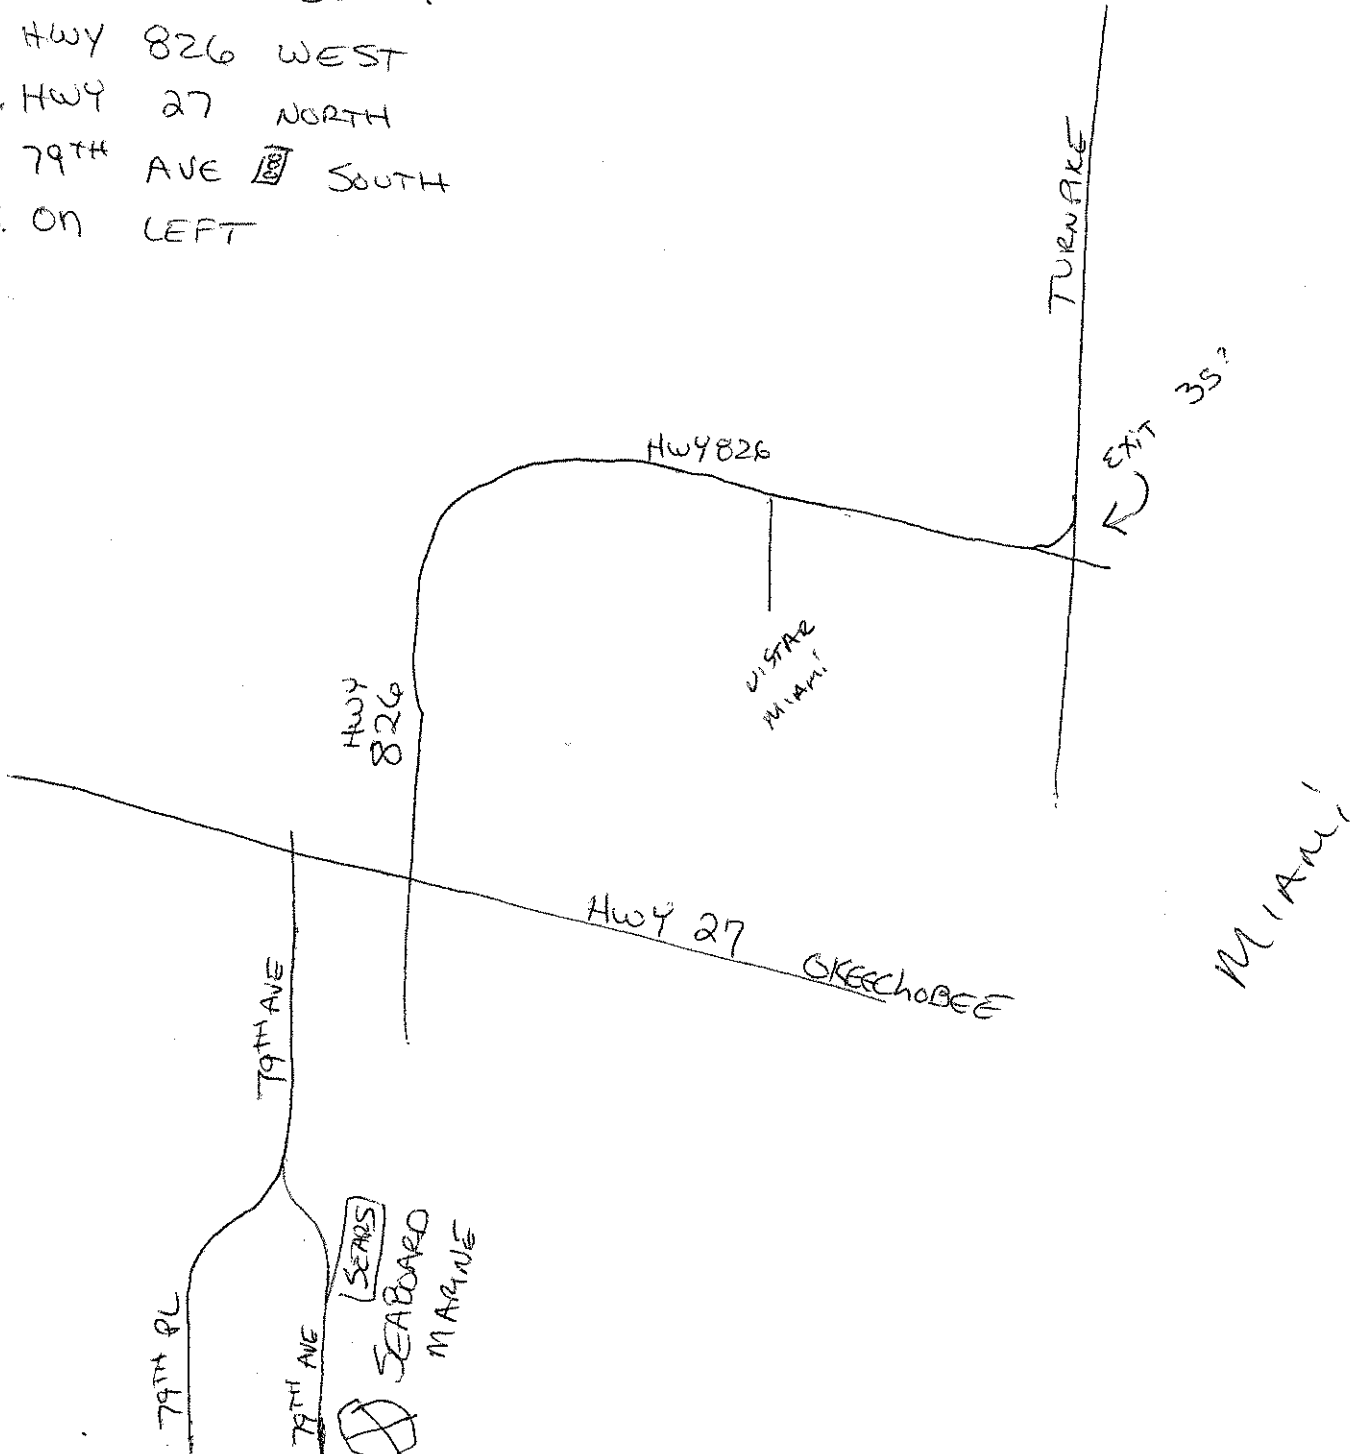 HWY 826 WEST
. HWY 27 NORTH
79TH AVE SOUTH
. On LEFT
TURNPIKE
EXIT 35?
HWY 826
VISTAR
MIAMI
HWY
826
MIAMI
HWY 27 OKEECHOBEE
79TH AVE
SEARS
SEABOARD
MARINE
79TH PL
79TH AVE